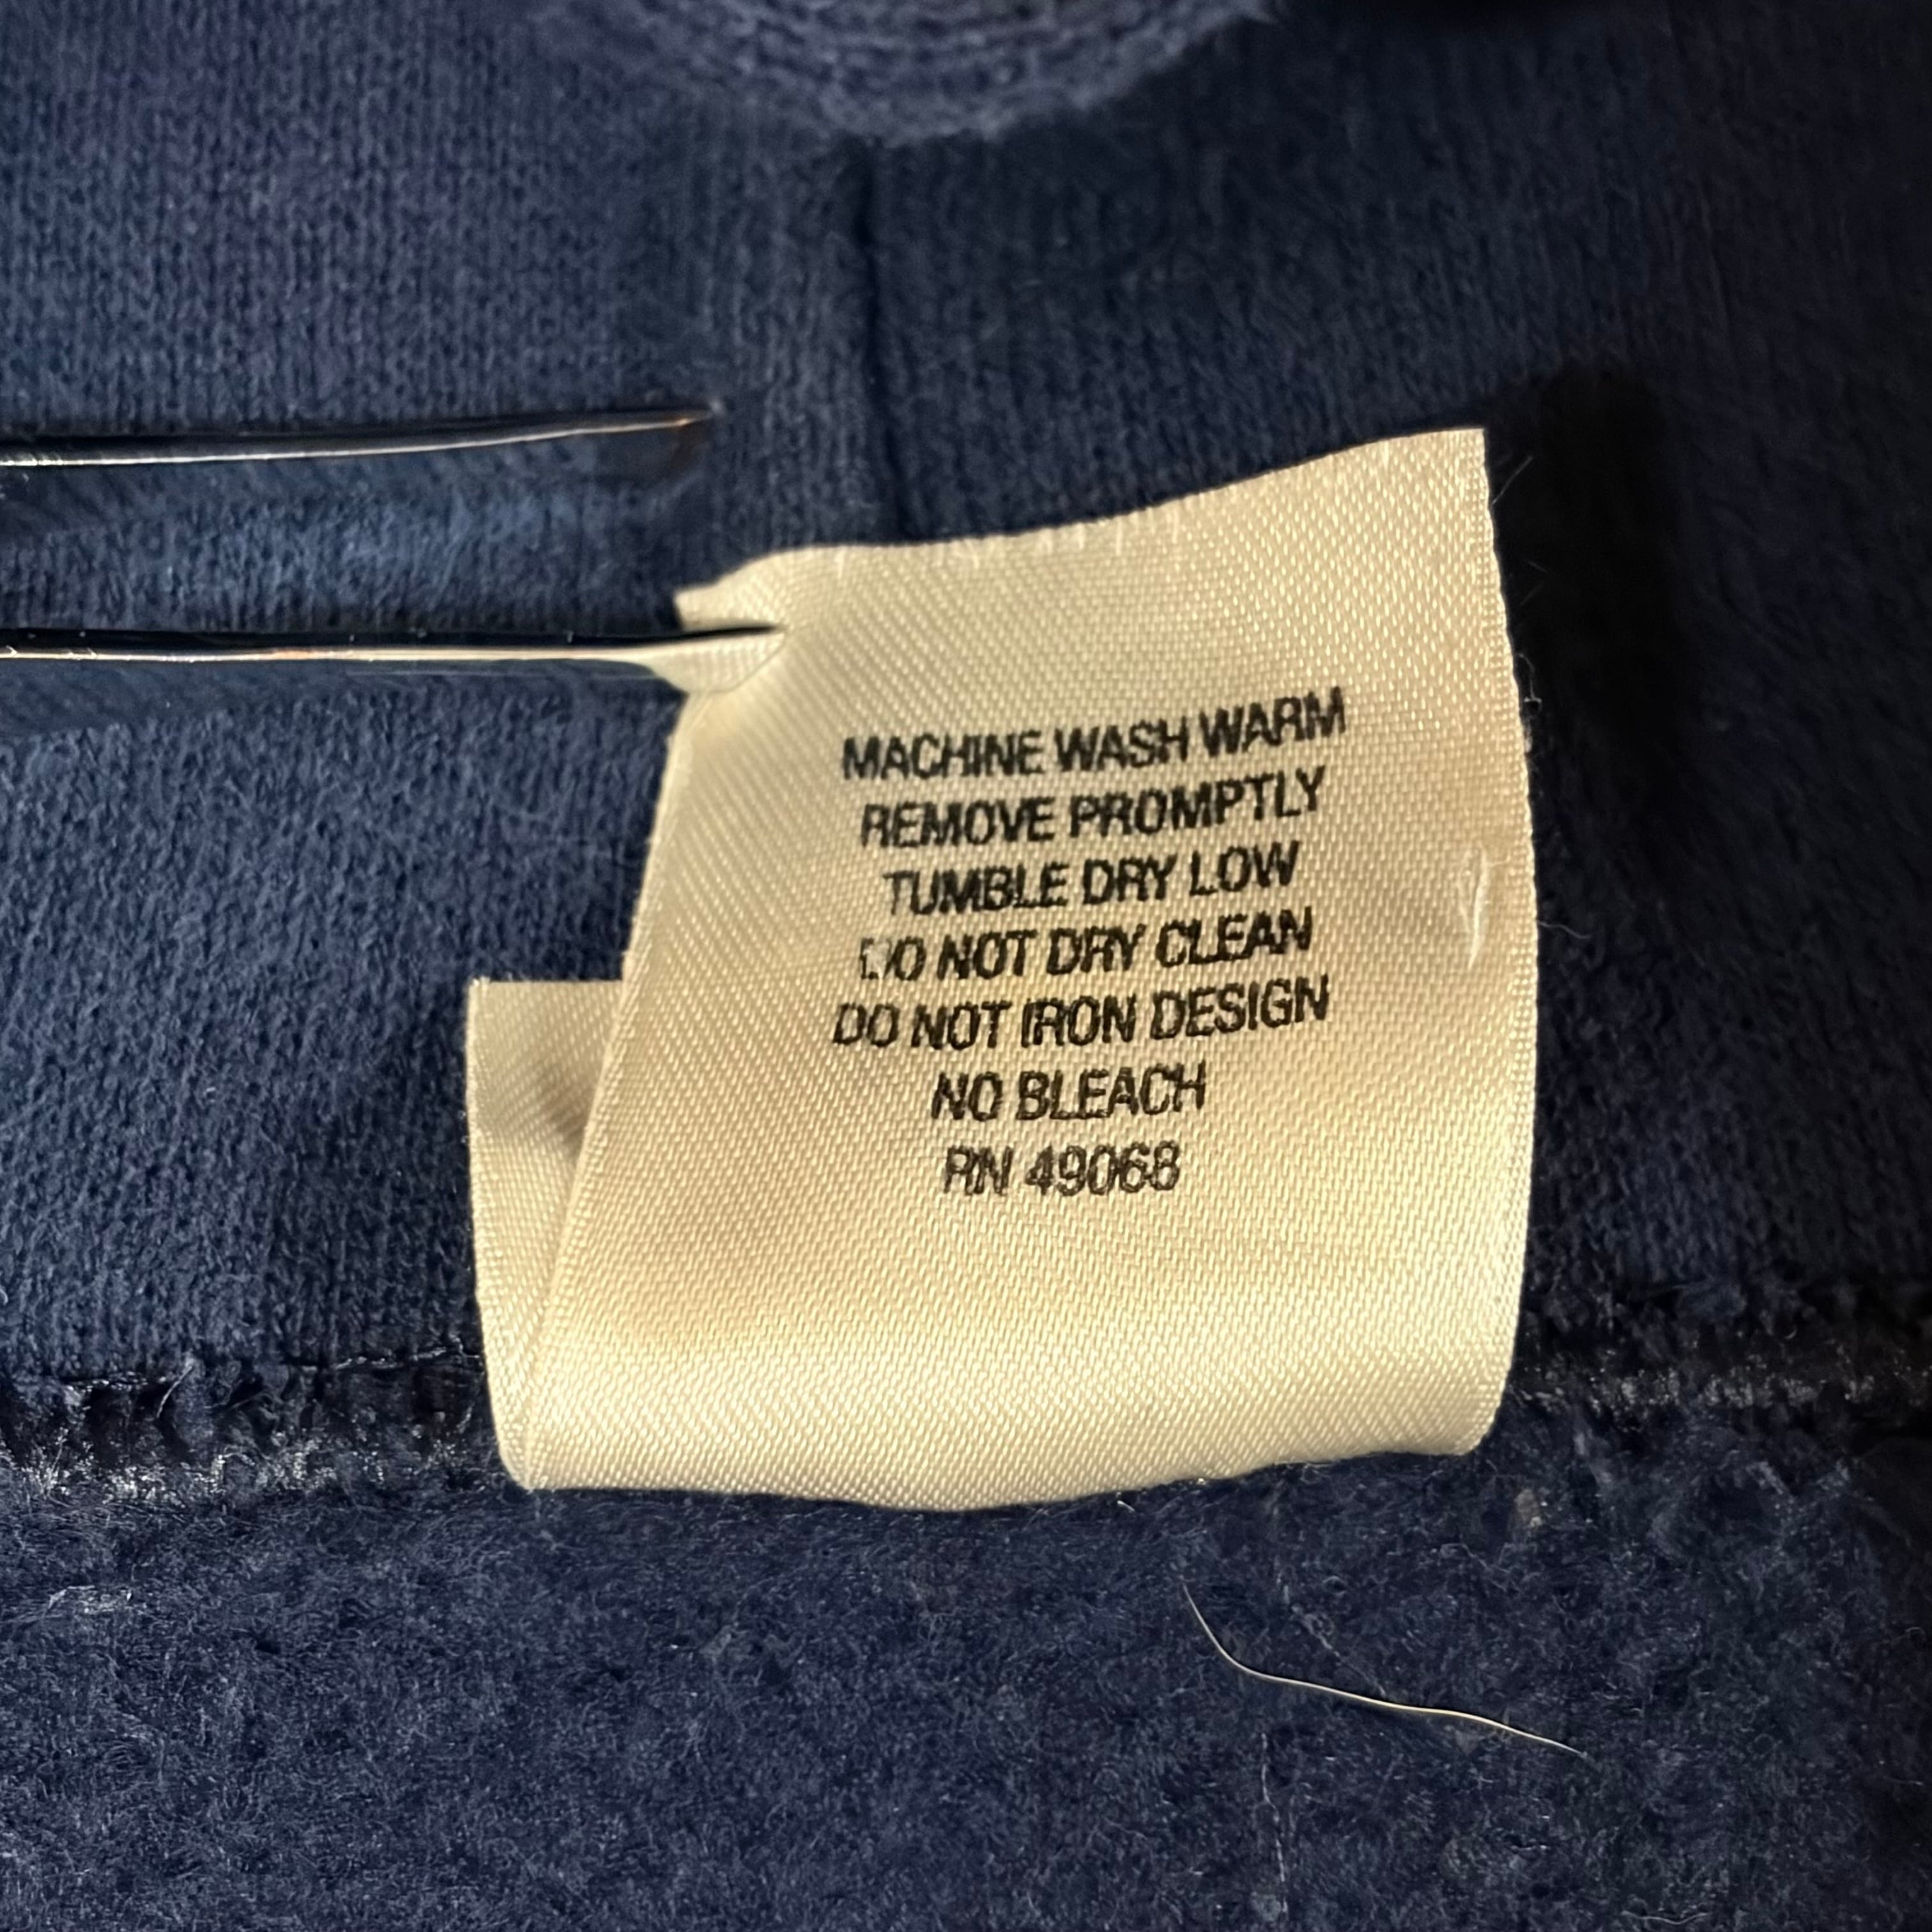 MACHINE WASH WARM
REMOVE PROMPTLY
TUMBLE DRY LOW
DO NOT DRY CLEAN
DO NOT IRON DESIGN
NO BLEACH
RN 49068